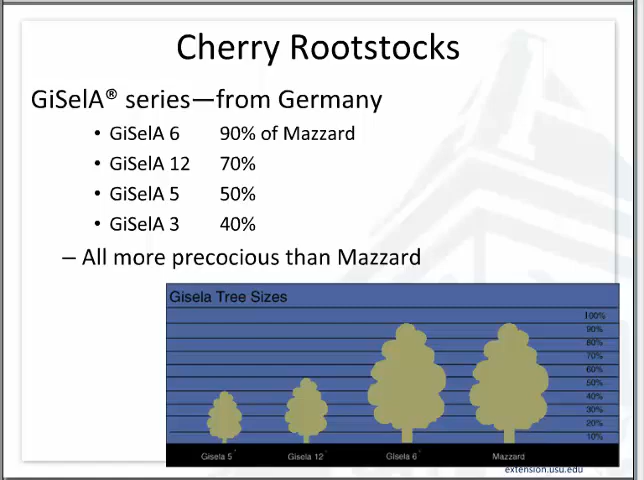 Cherry Rootstocks
GiSelA® series—from Germany
• GiSelA 6 90% of Mazzard
• GiSelA 12 70%
• GiSelA 5 50%
• GiSelA 3 40%
– All more precocious than Mazzard
Gisela Tree Sizes
100%
90%
80%
70%
60%
50%
40%
30%
20%
10%
Gisela 5 Gisela 12 Gisela 6 Mazzard
extension.usu.edu